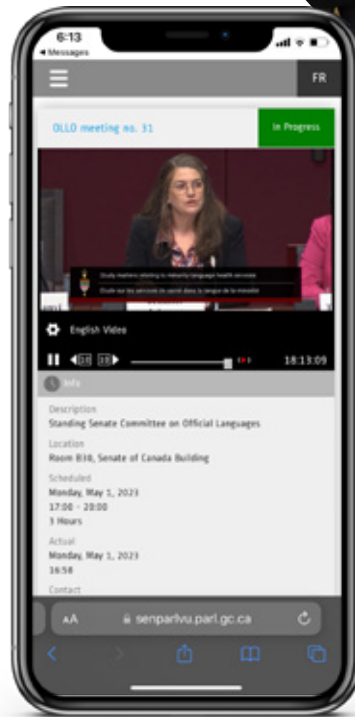 6:13
◀ Messages
FR
OLLO meeting no. 31
In Progress
Study matters relating to minority-language health services
Étude sur les services de santé dans la langue de la minorité
English Video
10
10
18:13:09
Info
Description
Standing Senate Committee on Official Languages
Location
Room B30, Senate of Canada Building
Scheduled
Monday, May 1, 2023
17:00 - 20:00
3 Hours
Actual
Monday, May 1, 2023
16:58
Contact
AA
senparlvu.parl.gc.ca